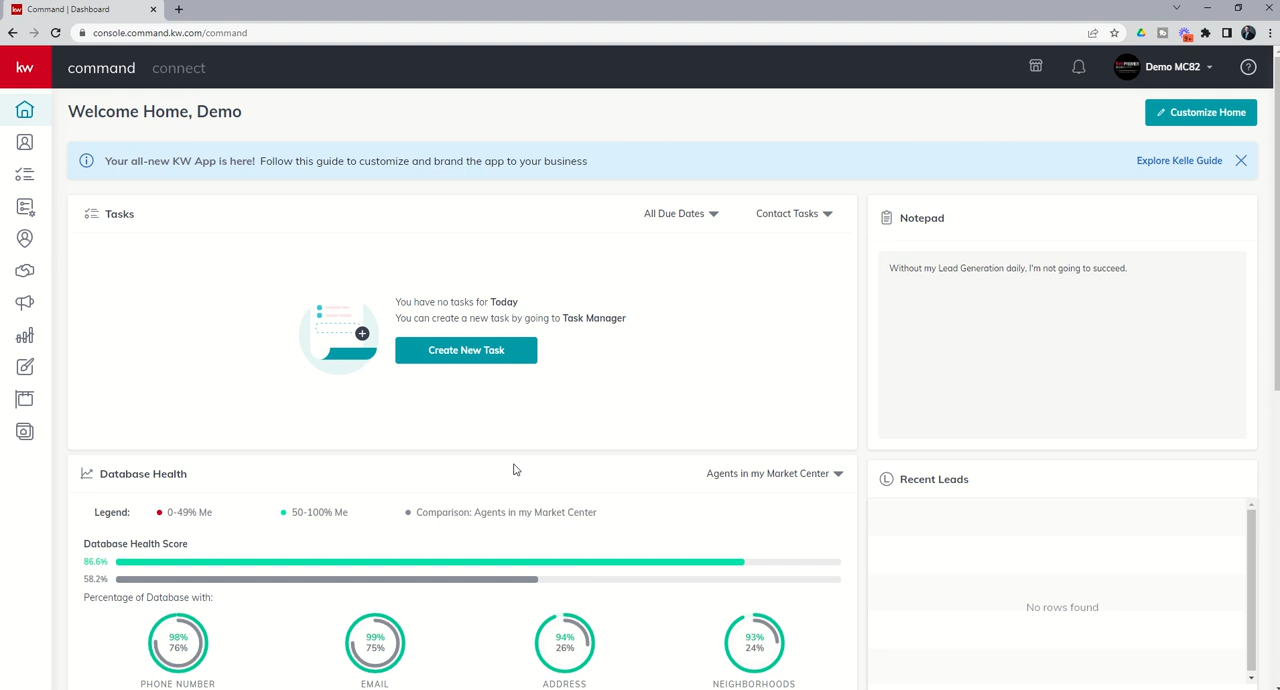 Command | Dashboard
console.command.kw.com/command
9+
kw
command
connect
Demo MC82
Welcome Home, Demo
Customize Home
Your all-new KW App is here! Follow this guide to customize and brand the app to your business
Explore Kelle Guide
Tasks
All Due Dates
Contact Tasks
You have no tasks for Today
You can create a new task by going to Task Manager
Create New Task
Notepad
Without my Lead Generation daily, I'm not going to succeed.
Database Health
Agents in my Market Center
Legend:
0-49% Me
50-100% Me
Comparison: Agents in my Market Center
Database Health Score
86.6%
58.2%
Percentage of Database with:
98%
76%
PHONE NUMBER
99%
75%
EMAIL
94%
26%
ADDRESS
93%
24%
NEIGHBORHOODS
Recent Leads
No rows found